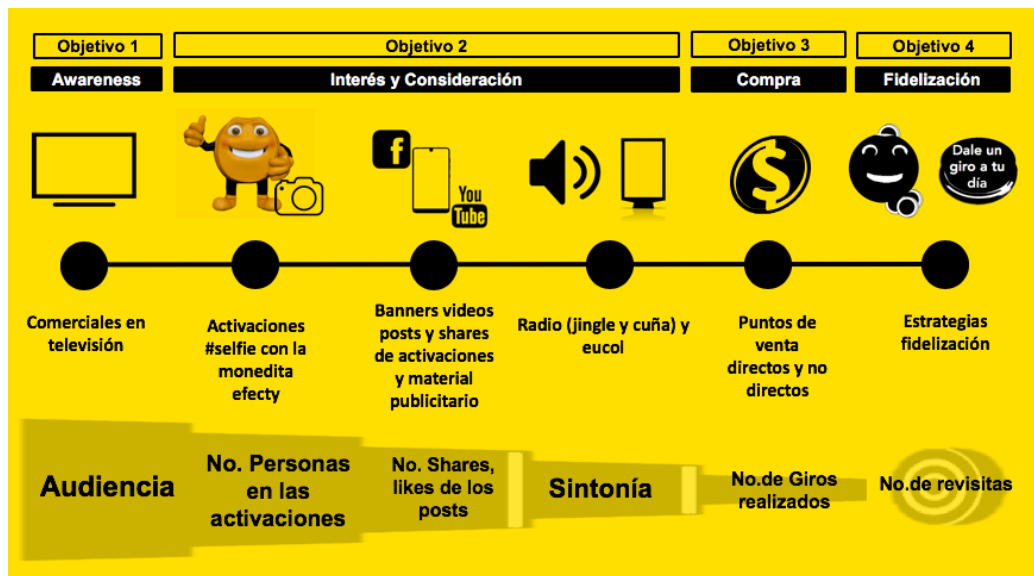 Objetivo 1
Objetivo 2
Objetivo 3
Objetivo 4
Awareness
Interés y Consideración
Compra
Fidelización
f
You
Tube
$
Dale un
giro a tu
día
Comerciales en
televisión
Activaciones
#selfie con la
monedita
efecty
Banners videos
posts y shares
de activaciones
y material
publicitario
Radio (jingle y cuña) y
eucol
Puntos de
venta
directos y no
directos
Estrategias
fidelización
Audiencia
No. Personas
en las
activaciones
No. Shares,
likes de los
posts
Sintonía
No.de Giros
realizados
No.de revisitas